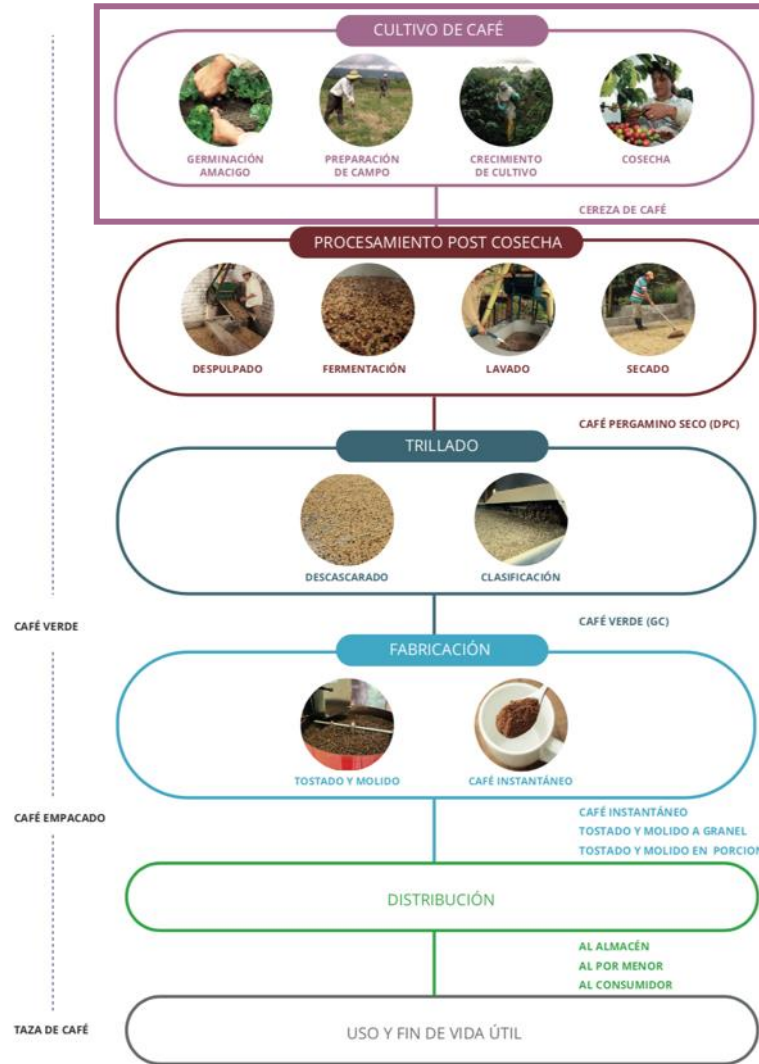 CULTIVO DE CAFÉ
GERMINACIÓN
AMACIGO
PREPARACIÓN
DE CAMPO
CRECIMIENTO
DE CULTIVO
COSECHA
CEREZA DE CAFÉ
PROCESAMIENTO POST COSECHA
DESPULPADO
FERMENTACIÓN
LAVADO
SECADO
CAFÉ PERGAMINO SECO (DPC)
TRILLADO
DESCASCARADO
CLASIFICACIÓN
CAFÉ VERDE
CAFÉ VERDE (GC)
FABRICACIÓN
TOSTADO Y MOLIDO
CAFÉ INSTANTÁNEO
CAFÉ EMPACADO
CAFÉ INSTANTÁNEO
TOSTADO Y MOLIDO A GRANEL
TOSTADO Y MOLIDO EN PORCION
DISTRIBUCIÓN
AL ALMACÉN
AL POR MENOR
AL CONSUMIDOR
TAZA DE CAFÉ
USO Y FIN DE VIDA ÚTIL